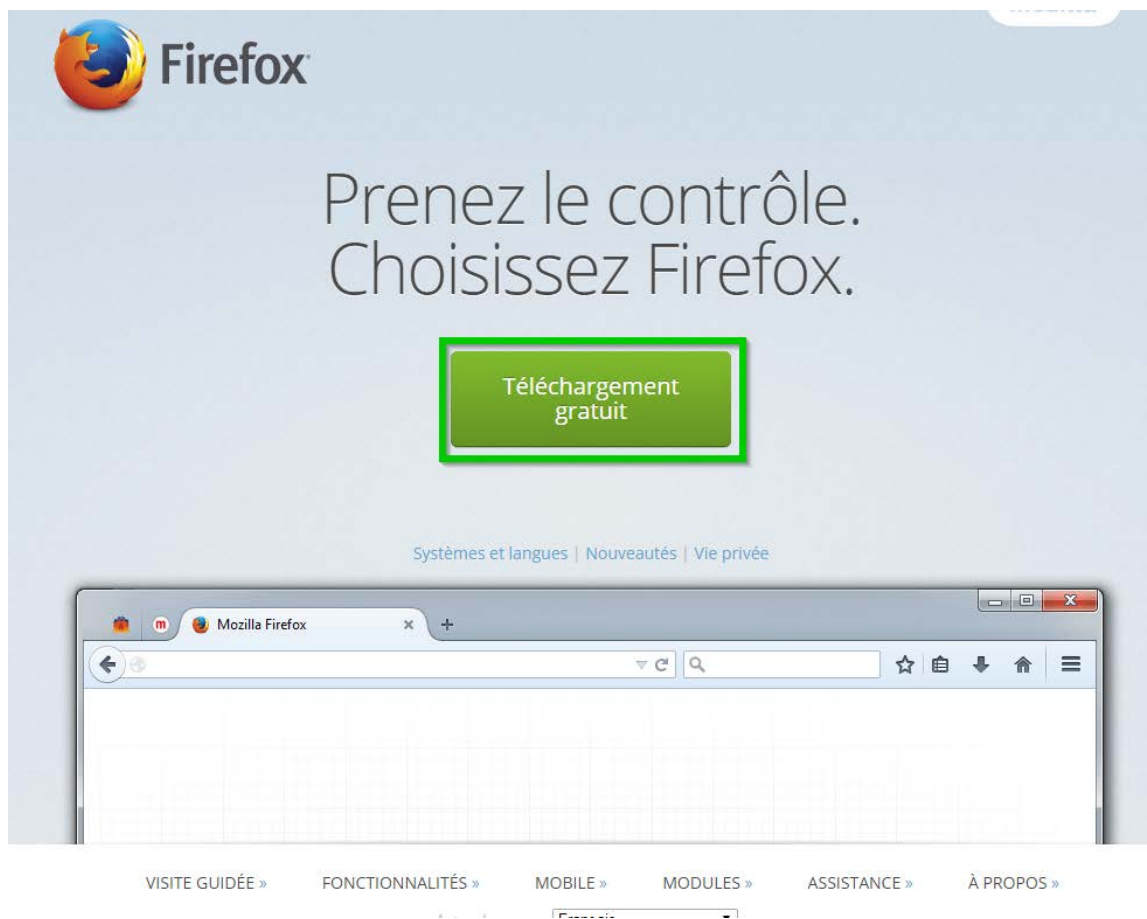 Firefox
Prenez le contrôle.
Choisissez Firefox.
Téléchargement
gratuit
Systèmes et langues | Nouveautés | Vie privée
m
Mozilla Firefox
VISITE GUIDÉE »
FONCTIONNALITÉS »
MOBILE »
MODULES »
ASSISTANCE »
À PROPOS »
Français